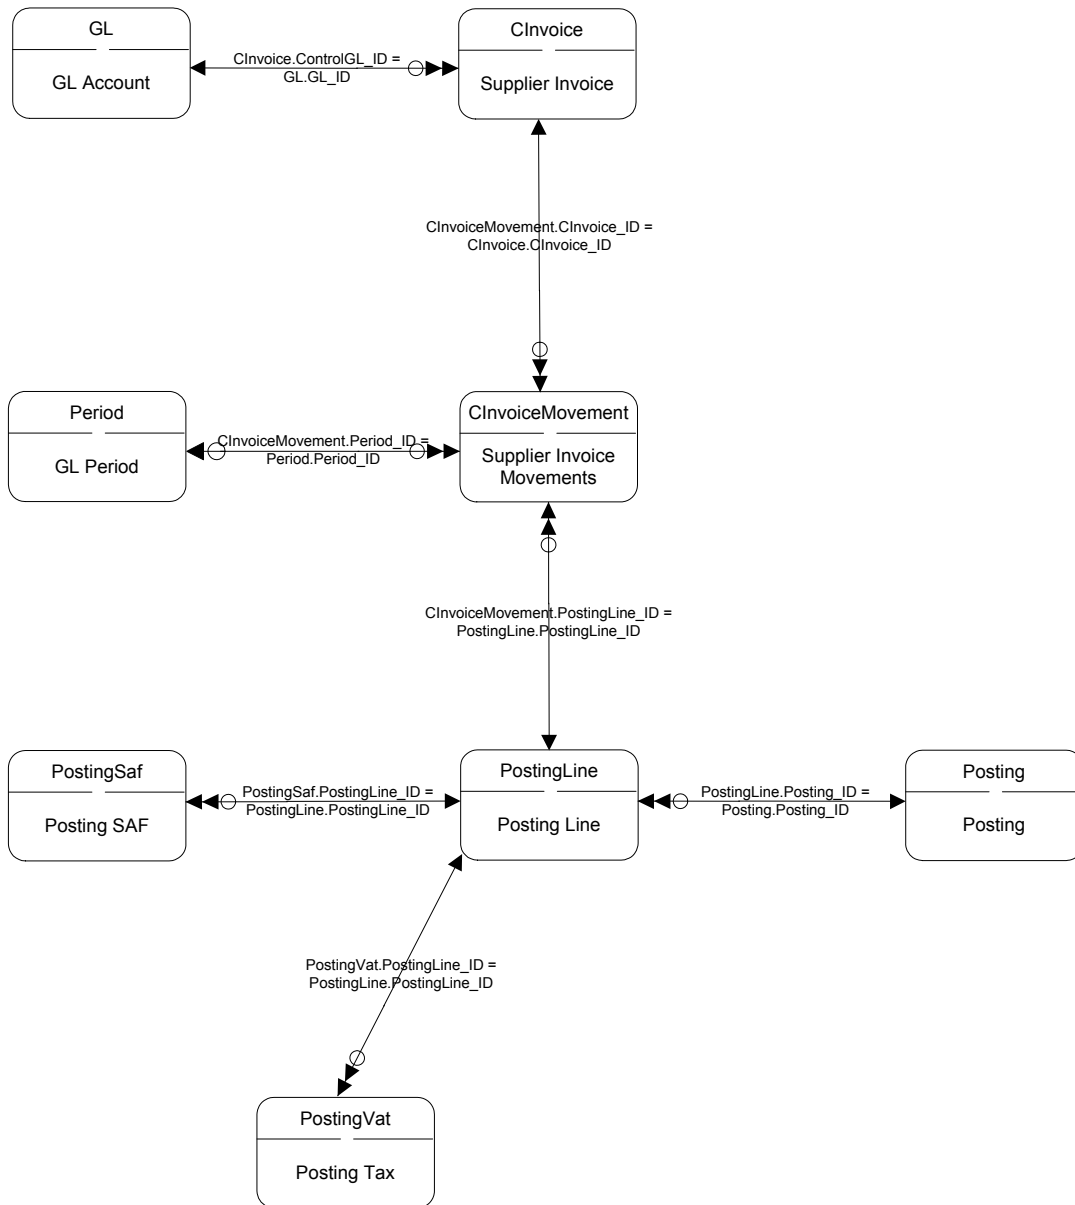 GL
GL Account
CInvoice.ControlGL_ID =
GL.GL_ID
CInvoice
Supplier Invoice
CInvoiceMovement.CInvoice_ID =
CInvoice.CInvoice_ID
Period
GL Period
CInvoiceMovement.Period_ID =
Period.Period_ID
CInvoiceMovement
Supplier Invoice
Movements
CInvoiceMovement.PostingLine_ID =
PostingLine.PostingLine_ID
PostingSaf
Posting SAF
PostingSaf.PostingLine_ID =
PostingLine.PostingLine_ID
PostingLine
Posting Line
PostingLine.Posting_ID =
Posting.Posting_ID
Posting
Posting
PostingVat.PostingLine_ID =
PostingLine.PostingLine_ID
PostingVat
Posting Tax